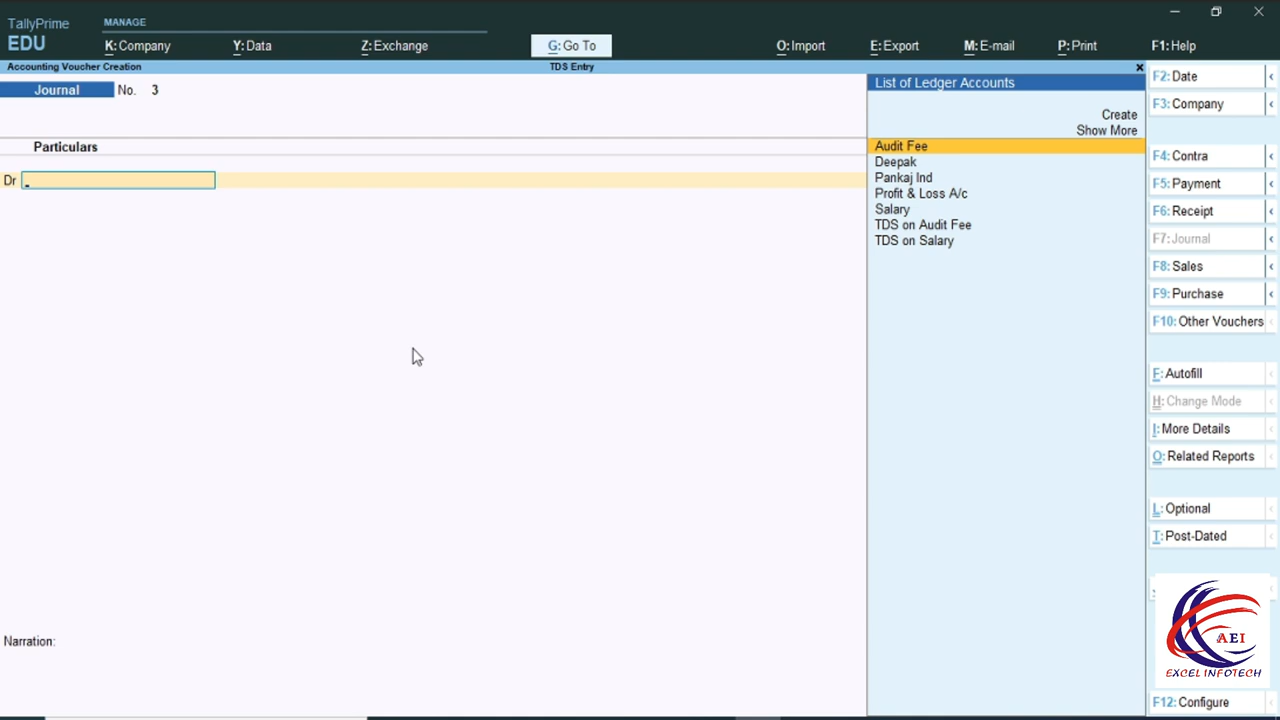 TallyPrime
EDU
MANAGE
K: Company
Y: Data
Z: Exchange
G: Go To
O: Import
E: Export
M: E-mail
P: Print
F1: Help
Accounting Voucher Creation
TDS Entry
Journal No. 3
Particulars
Dr
Narration:
List of Ledger Accounts
Create
Show More
Audit Fee
Deepak
Pankaj Ind
Profit & Loss A/c
Salary
TDS on Audit Fee
TDS on Salary
F2: Date
F3: Company
F4: Contra
F5: Payment
F6: Receipt
F7: Journal
F8: Sales
F9: Purchase
F10: Other Vouchers
F: Autofill
H: Change Mode
I: More Details
O: Related Reports
L: Optional
T: Post-Dated
AEI
EXCEL INFOTECH
F12: Configure